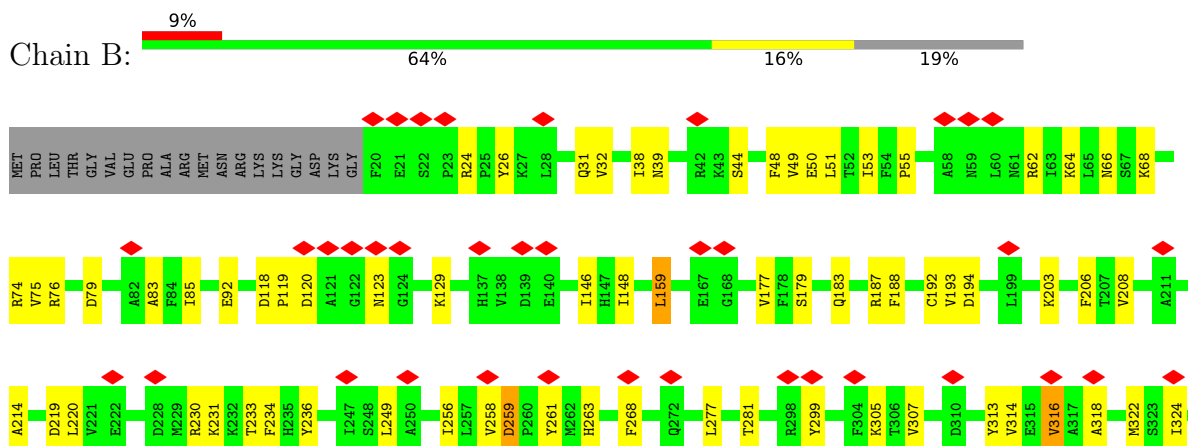 9%
Chain B:
64% 16% 19%
MET PRO LEU THR GLY VAL GLU PRO ALA ARG MET ASN ARG LYS LYS GLY ASP LYS GLY F20 E21 S22 P23 R24 P25 Y26 K27 L28 Q31 V32 I38 N39 R42 K43 S44 F48 V49 E50 L51 T52 I53 F54 P55 A58 N59 L60 N61 R62 I63 K64 L65 N66 S67 K68
R74 V75 R76 D79 A82 A83 F84 I85 E92 D118 P119 D120 A121 G122 N123 G124 K129 H137 V138 D139 E140 I146 H147 I148 L159 E167 G168 V177 F178 S179 Q183 R187 F188 C192 V193 D194 L199 K203 F206 T207 V208 A211
A214 D219 L220 V221 E222 D228 M229 R230 K231 K232 T233 F234 H235 Y236 I247 S248 L249 A250 I256 L257 V258 D259 P260 Y261 M262 H263 F268 Q272 L277 T281 R298 Y299 F304 K305 T306 V307 D310 Y313 V314 E315 V316 A317 A318 M322 S323 I324